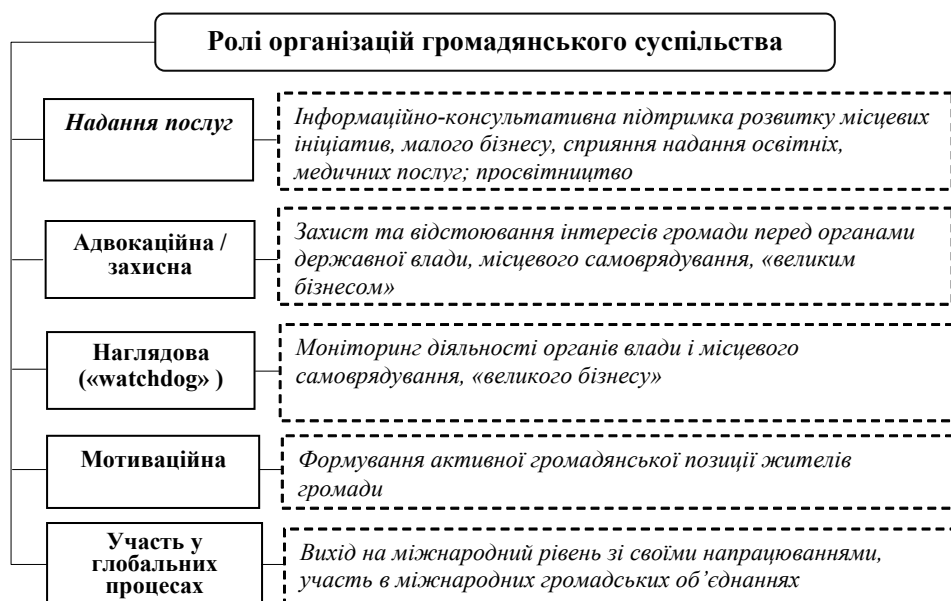 Ролі організацій громадянського суспільства
Надання послуг
Інформаційно-консультативна підтримка розвитку місцевих
ініціатив, малого бізнесу, сприяння надання освітніх,
медичних послуг; просвітництво
Адвокаційна /
захисна
Захист та відстоювання інтересів громади перед органами
державної влади, місцевого самоврядування, «великим
бізнесом»
Наглядова
(«watchdog» )
Моніторинг діяльності органів влади і місцевого
самоврядування, «великого бізнесу»
Мотиваційна
Формування активної громадянської позиції жителів
громади
Участь у
глобальних
процесах
Вихід на міжнародний рівень зі своїми напрацюваннями,
участь в міжнародних громадських об’єднаннях